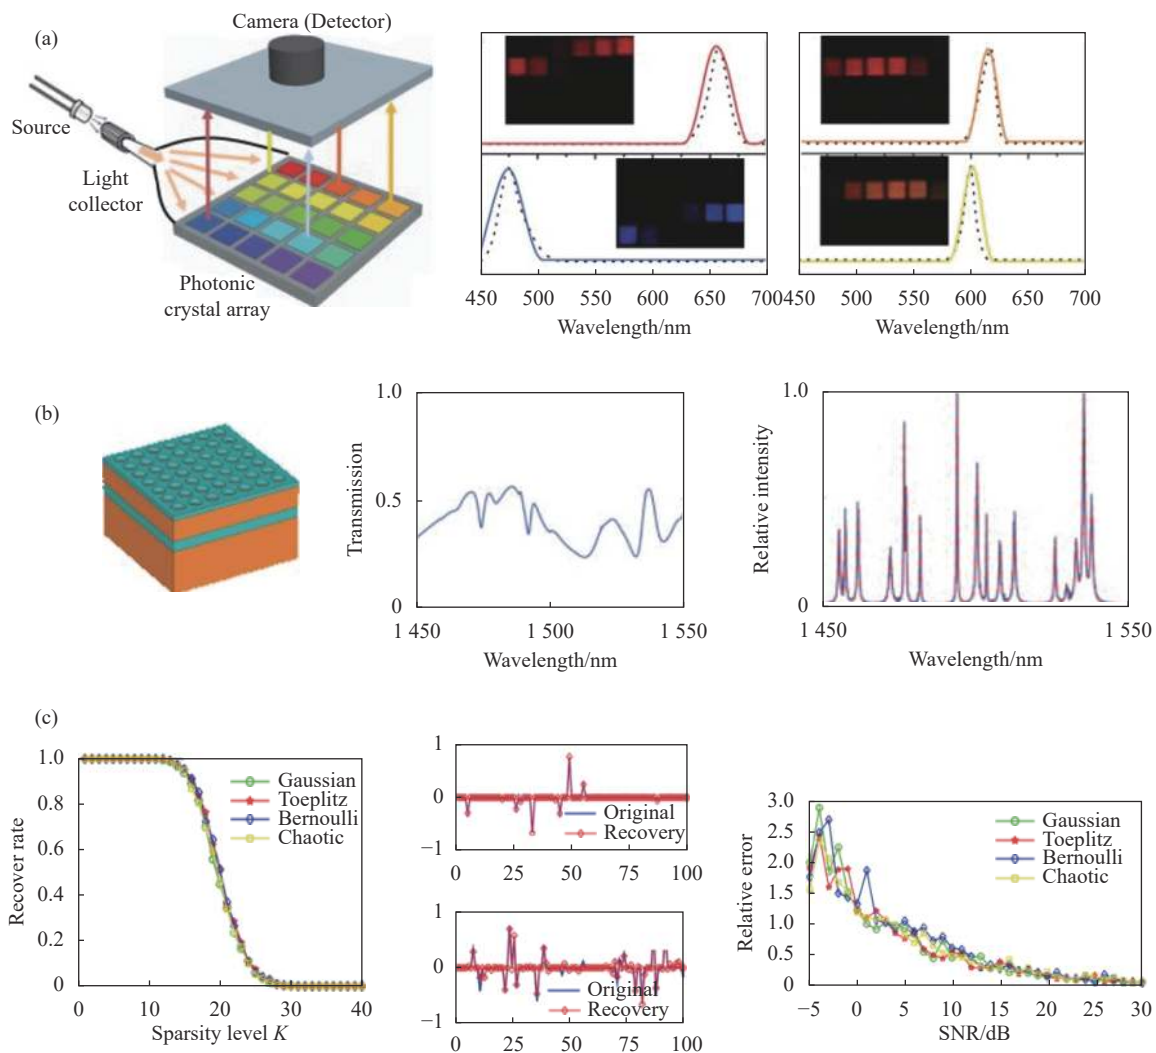 (a)
Camera (Detector)
Source
Light
collector
Photonic
crystal array
450 500 550 600 650 700
Wavelength/nm
450 500 550 600 650 700
Wavelength/nm
(b)
1.0
0.5
0
Transmission
1 450 1 500 1 550
Wavelength/nm
1.0
0
Relative intensity
1 450 1 550
Wavelength/nm
(c)
1.0
0.8
0.6
0.4
0.2
0
Recover rate
Gaussian
Toeplitz
Bernoulli
Chaotic
0 10 20 30 40
Sparsity level K
1
0
−1
Original
Recovery
0 25 50 75 100
1
0
−1
Original
Recovery
0 25 50 75 100
3.0
2.5
2.0
1.5
1.0
0.5
0
Relative error
Gaussian
Toeplitz
Bernoulli
Chaotic
−5 0 5 10 15 20 25 30
SNR/dB